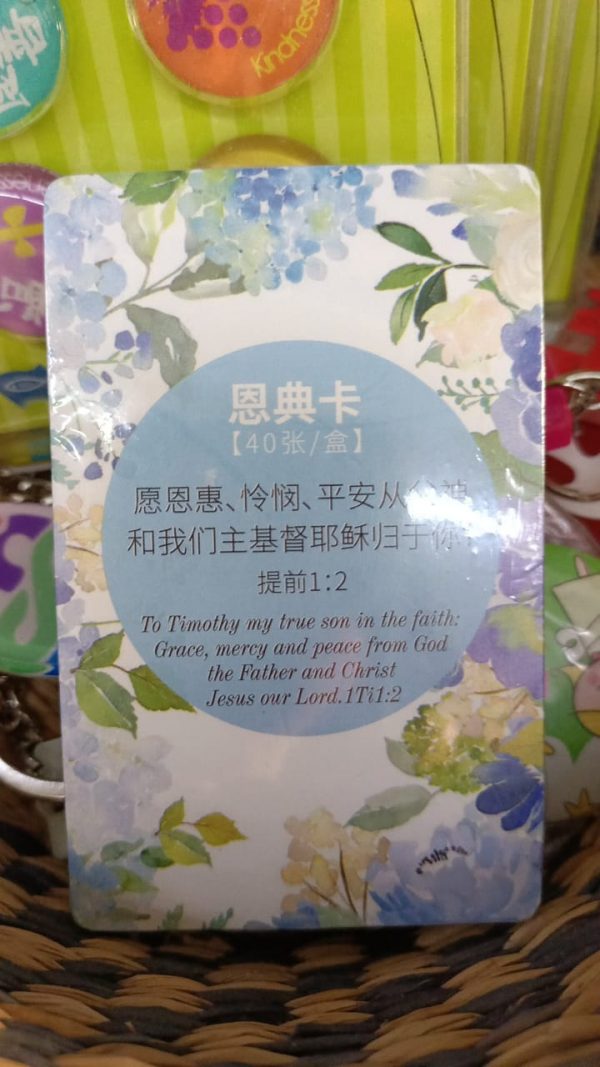 Kindness
恩典卡
【40张/盒】
愿恩惠、怜悯、平安从父神
和我们主基督耶稣归于你!
提前1:2
To Timothy my true son in the faith:
Grace, mercy and peace from God
the Father and Christ
Jesus our Lord.1Ti1:2